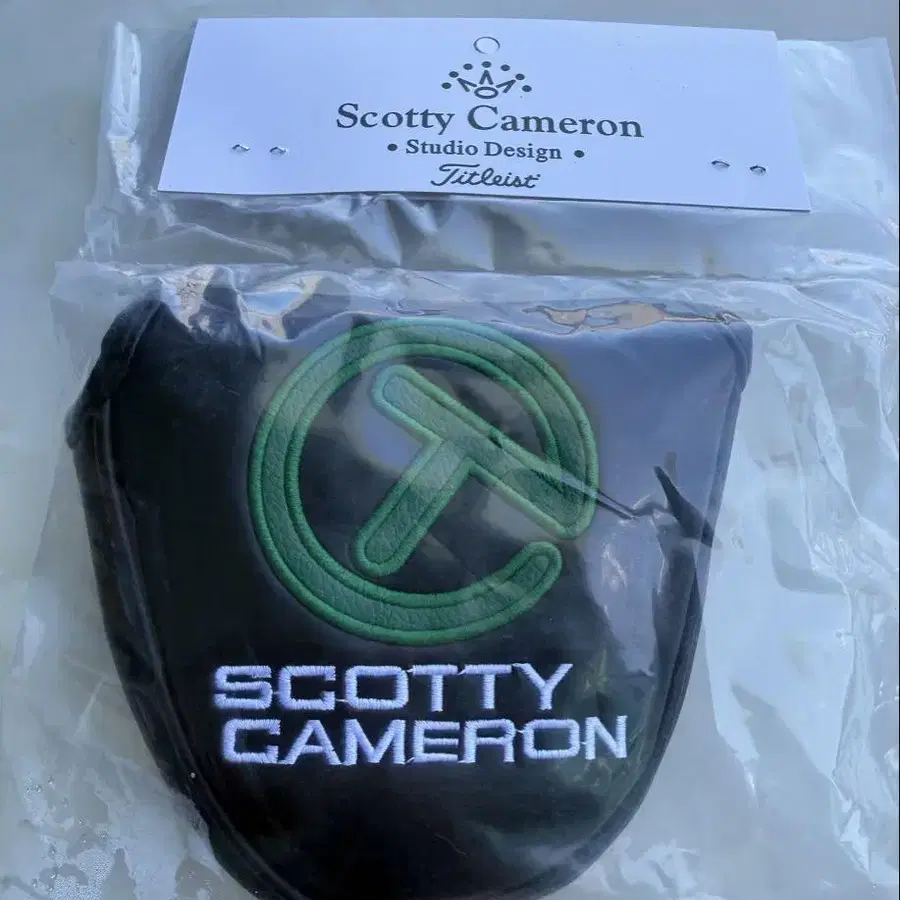 Scotty Cameron
• Studio Design •
Titleist
SCOTTY
CAMERON